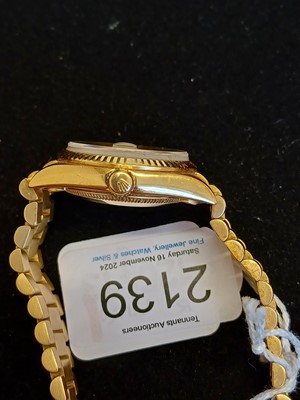 Tennants Auctioneers
2139
Saturday 16 November 2024
Fine Jewellery, Watches & Silver